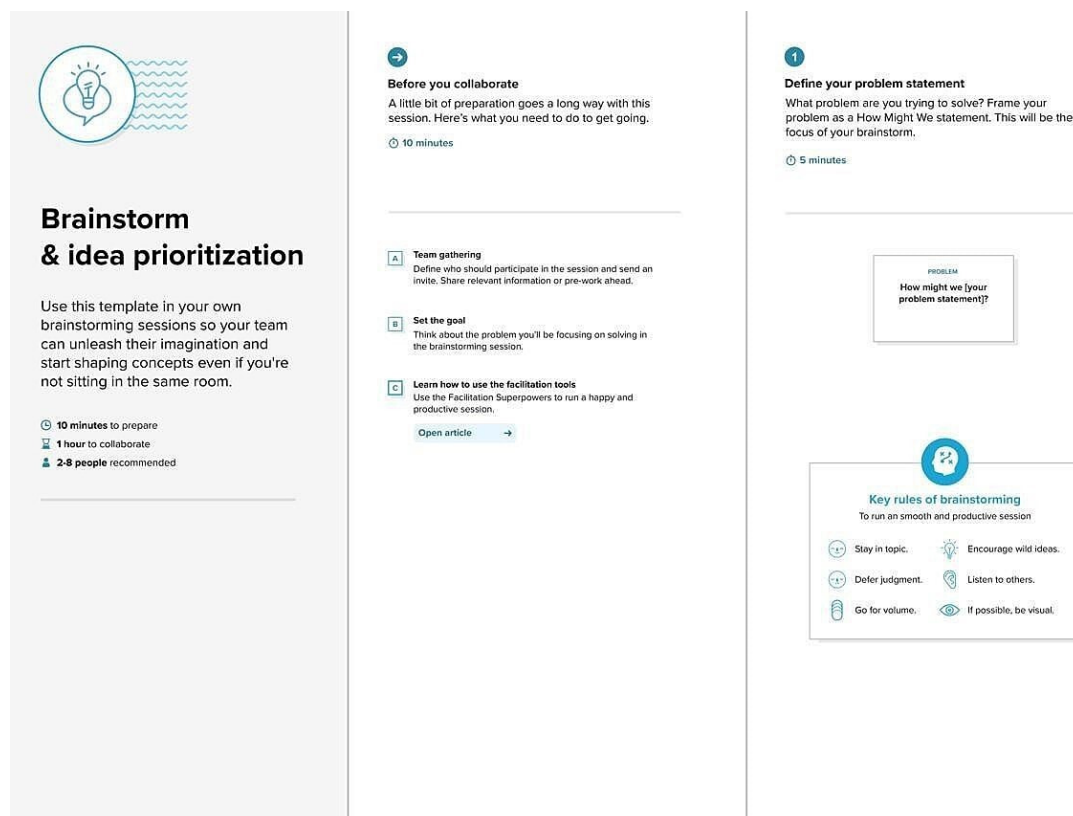 Brainstorm
& idea prioritization
Use this template in your own
brainstorming sessions so your team
can unleash their imagination and
start shaping concepts even if you're
not sitting in the same room.
10 minutes to prepare
1 hour to collaborate
2-8 people recommended
Before you collaborate
A little bit of preparation goes a long way with this
session. Here's what you need to do to get going.
10 minutes
A
Team gathering
Define who should participate in the session and send an
invite. Share relevant information or pre-work ahead.
B
Set the goal
Think about the problem you'll be focusing on solving in
the brainstorming session.
C
Learn how to use the facilitation tools
Use the Facilitation Superpowers to run a happy and
productive session.
Open article
1
Define your problem statement
What problem are you trying to solve? Frame your
problem as a How Might We statement. This will be the
focus of your brainstorm.
5 minutes
PROBLEM
How might we [your
problem statement]?
Key rules of brainstorming
To run an smooth and productive session
Stay in topic.
Encourage wild ideas.
Defer judgment.
Listen to others.
Go for volume.
If possible, be visual.